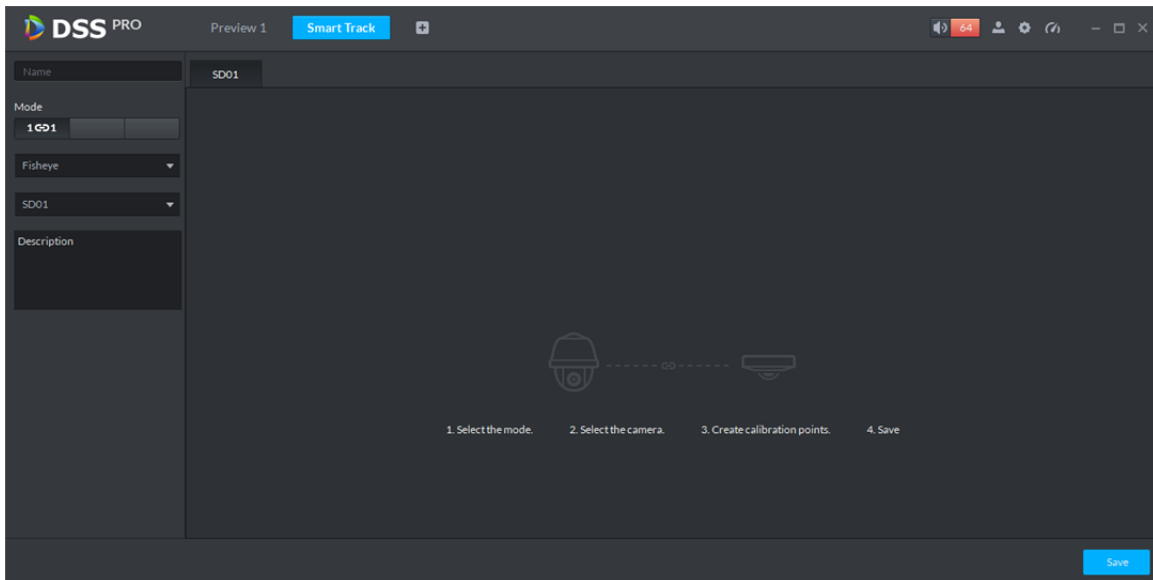 DSS PRO Preview 1 Smart Track 64
Name
SD01
Mode
1 1
Fisheye
SD01
Description
1. Select the mode. 2. Select the camera. 3. Create calibration points. 4. Save
Save